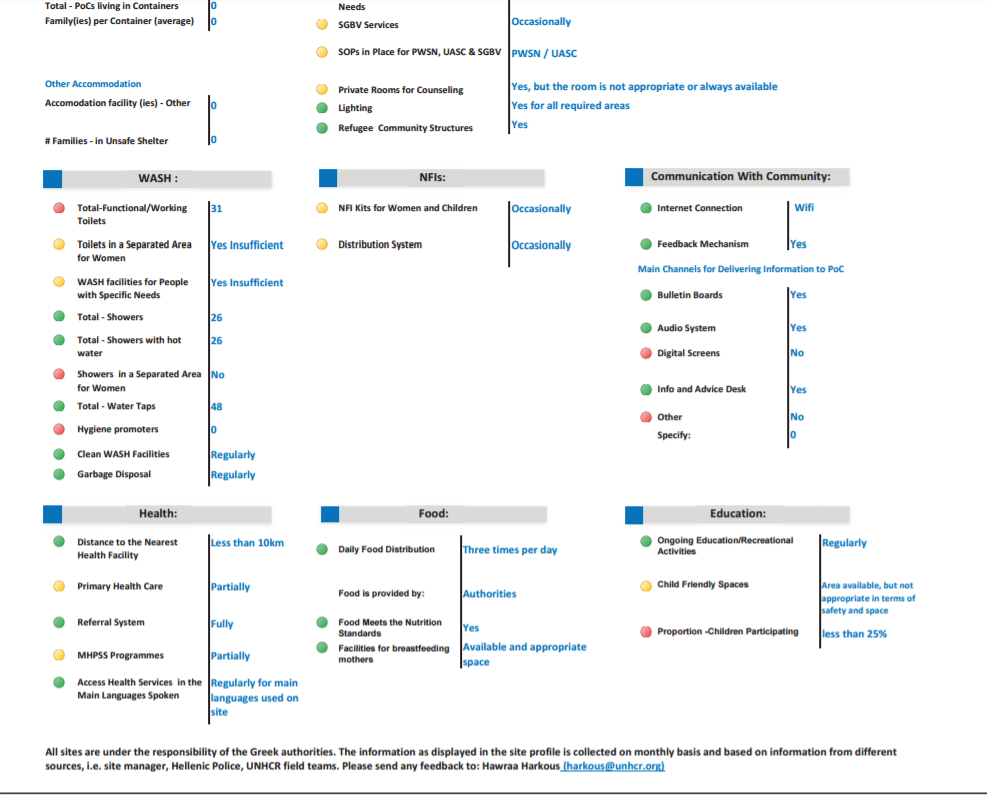 Total - PoCs living in Containers 0
Family(ies) per Container (average) 0
Other Accommodation
Accomodation facility (ies) - Other 0
# Families - in Unsafe Shelter 0
Needs
SGBV Services Occasionally
SOPs in Place for PWSN, UASC & SGBV PWSN / UASC
Private Rooms for Counseling Yes, but the room is not appropriate or always available
Lighting Yes for all required areas
Refugee Community Structures Yes
WASH :
Total-Functional/Working 31
Toilets
Toilets in a Separated Area Yes Insufficient
for Women
WASH facilities for People Yes Insufficient
with Specific Needs
Total - Showers 26
Total - Showers with hot 26
water
Showers in a Separated Area No
for Women
Total - Water Taps 48
Hygiene promoters 0
Clean WASH Facilities Regularly
Garbage Disposal Regularly
NFIs:
NFI Kits for Women and Children Occasionally
Distribution System Occasionally
Communication With Community:
Internet Connection Wifi
Feedback Mechanism Yes
Main Channels for Delivering Information to PoC
Bulletin Boards Yes
Audio System Yes
Digital Screens No
Info and Advice Desk Yes
Other No
Specify: 0
Health:
Distance to the Nearest Less than 10km
Health Facility
Primary Health Care Partially
Referral System Fully
MHPSS Programmes Partially
Access Health Services in the Regularly for main
Main Languages Spoken languages used on
site
Food:
Daily Food Distribution Three times per day
Food is provided by: Authorities
Food Meets the Nutrition Yes
Standards
Facilities for breastfeeding Available and appropriate
mothers space
Education:
Ongoing Education/Recreational Regularly
Activities
Child Friendly Spaces Area available, but not
appropriate in terms of
safety and space
Proportion -Children Participating less than 25%
All sites are under the responsibility of the Greek authorities. The information as displayed in the site profile is collected on monthly basis and based on information from different
sources, i.e. site manager, Hellenic Police, UNHCR field teams. Please send any feedback to: Hawraa Harkous (harkous@unhcr.org)